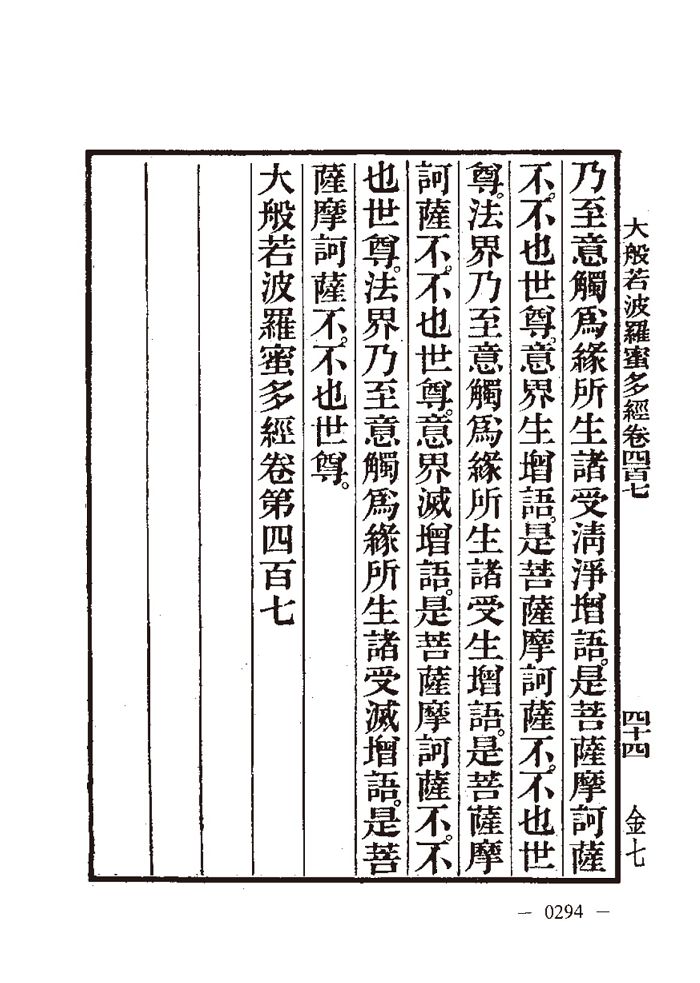 大般若波羅蜜多經卷四百七 四十四 金七
乃至意觸爲緣所生諸受淸淨增語。是菩薩摩訶薩
不。不也世尊。意界生增語。是菩薩摩訶薩不。不也世
尊。法界乃至意觸爲緣所生諸受生增語。是菩薩摩
訶薩不。不也世尊。意界滅增語。是菩薩摩訶薩不。不
也世尊。法界乃至意觸爲緣所生諸受滅增語。是菩
薩摩訶薩不。不也世尊。
大般若波羅蜜多經卷第四百七
— 0294 —